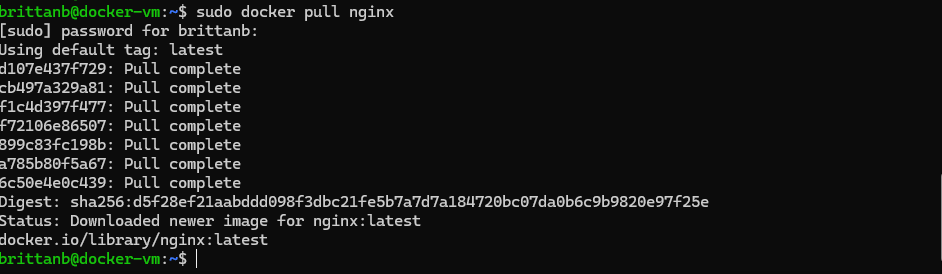 brittanb@docker-vm:~$ sudo docker pull nginx
[sudo] password for brittanb:
Using default tag: latest
d107e437f729: Pull complete
cb497a329a81: Pull complete
f1c4d397f477: Pull complete
f72106e86507: Pull complete
899c83fc198b: Pull complete
a785b80f5a67: Pull complete
6c50e4e0c439: Pull complete
Digest: sha256:d5f28ef21aabddd098f3dbc21fe5b7a7d7a184720bc07da0b6c9b9820e97f25e
Status: Downloaded newer image for nginx:latest
docker.io/library/nginx:latest
brittanb@docker-vm:~$